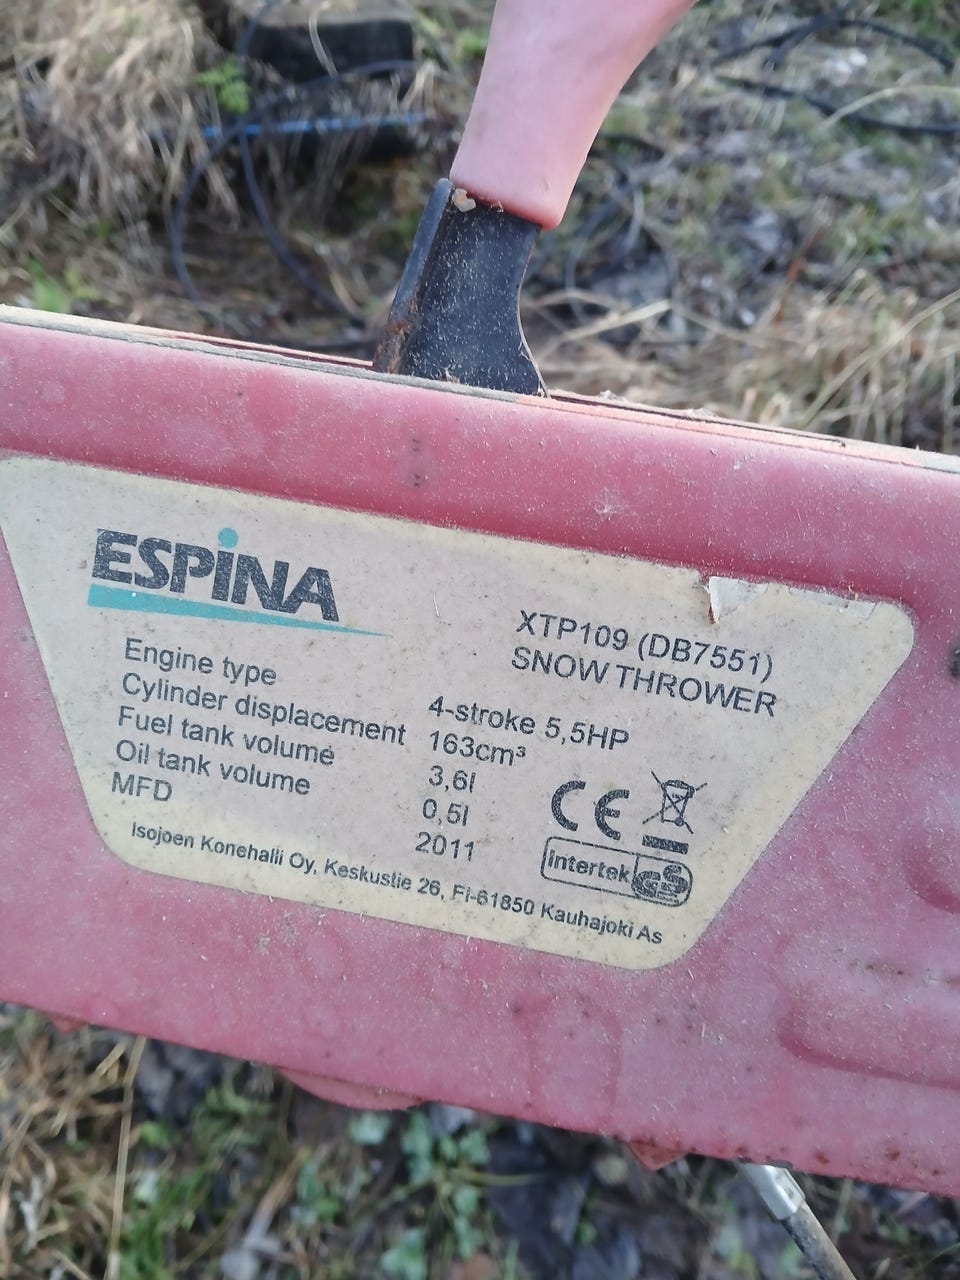 ESPINA
XTP109 (DB7551)
SNOW THROWER
Engine type 4-stroke 5,5HP
Cylinder displacement 163cm³
Fuel tank volume 3,6l
Oil tank volume 0,5l
MFD 2011
CE
intertek GS
Isojoen Konehalli Oy, Keskustie 26, FI-61850 Kauhajoki As